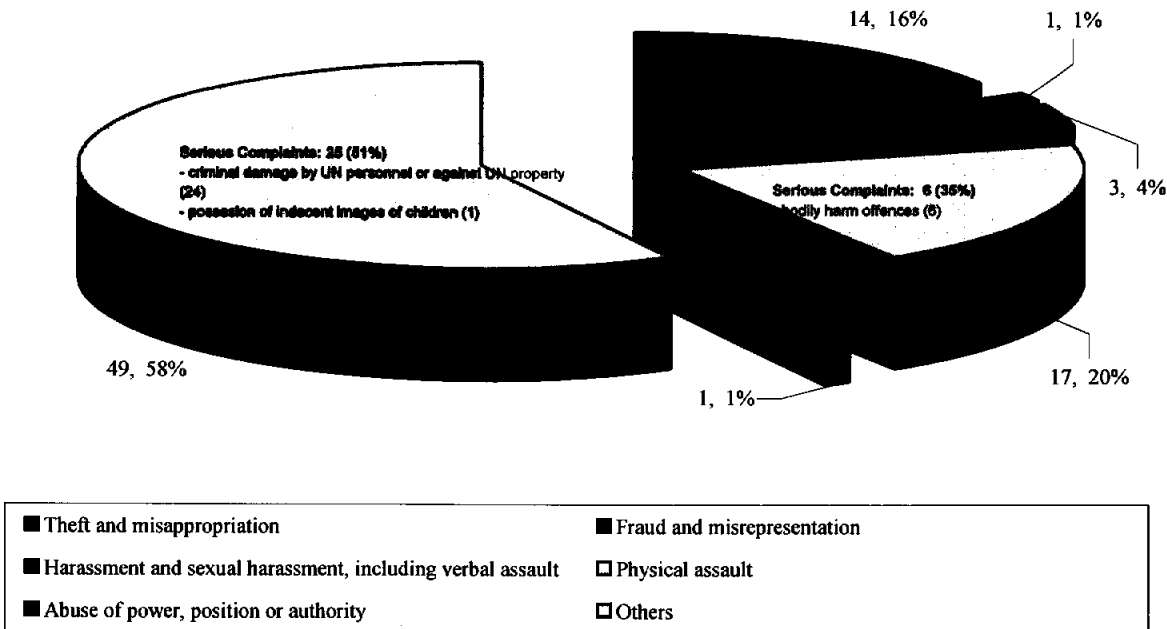 14, 16%
1, 1%
Serious Complaints: 25 (51%)
- criminal damage by UN personnel or against UN property
(24)
- possesion of indecent images of children (1)
Serious Complaints: 6 (35%)
bodily harm offences (6)
3, 4%
49, 58%
17, 20%
1, 1%
Theft and misappropriation
Fraud and misrepresentation
Harassment and sexual harassment, including verbal assault
Physical assault
Abuse of power, position or authority
Others